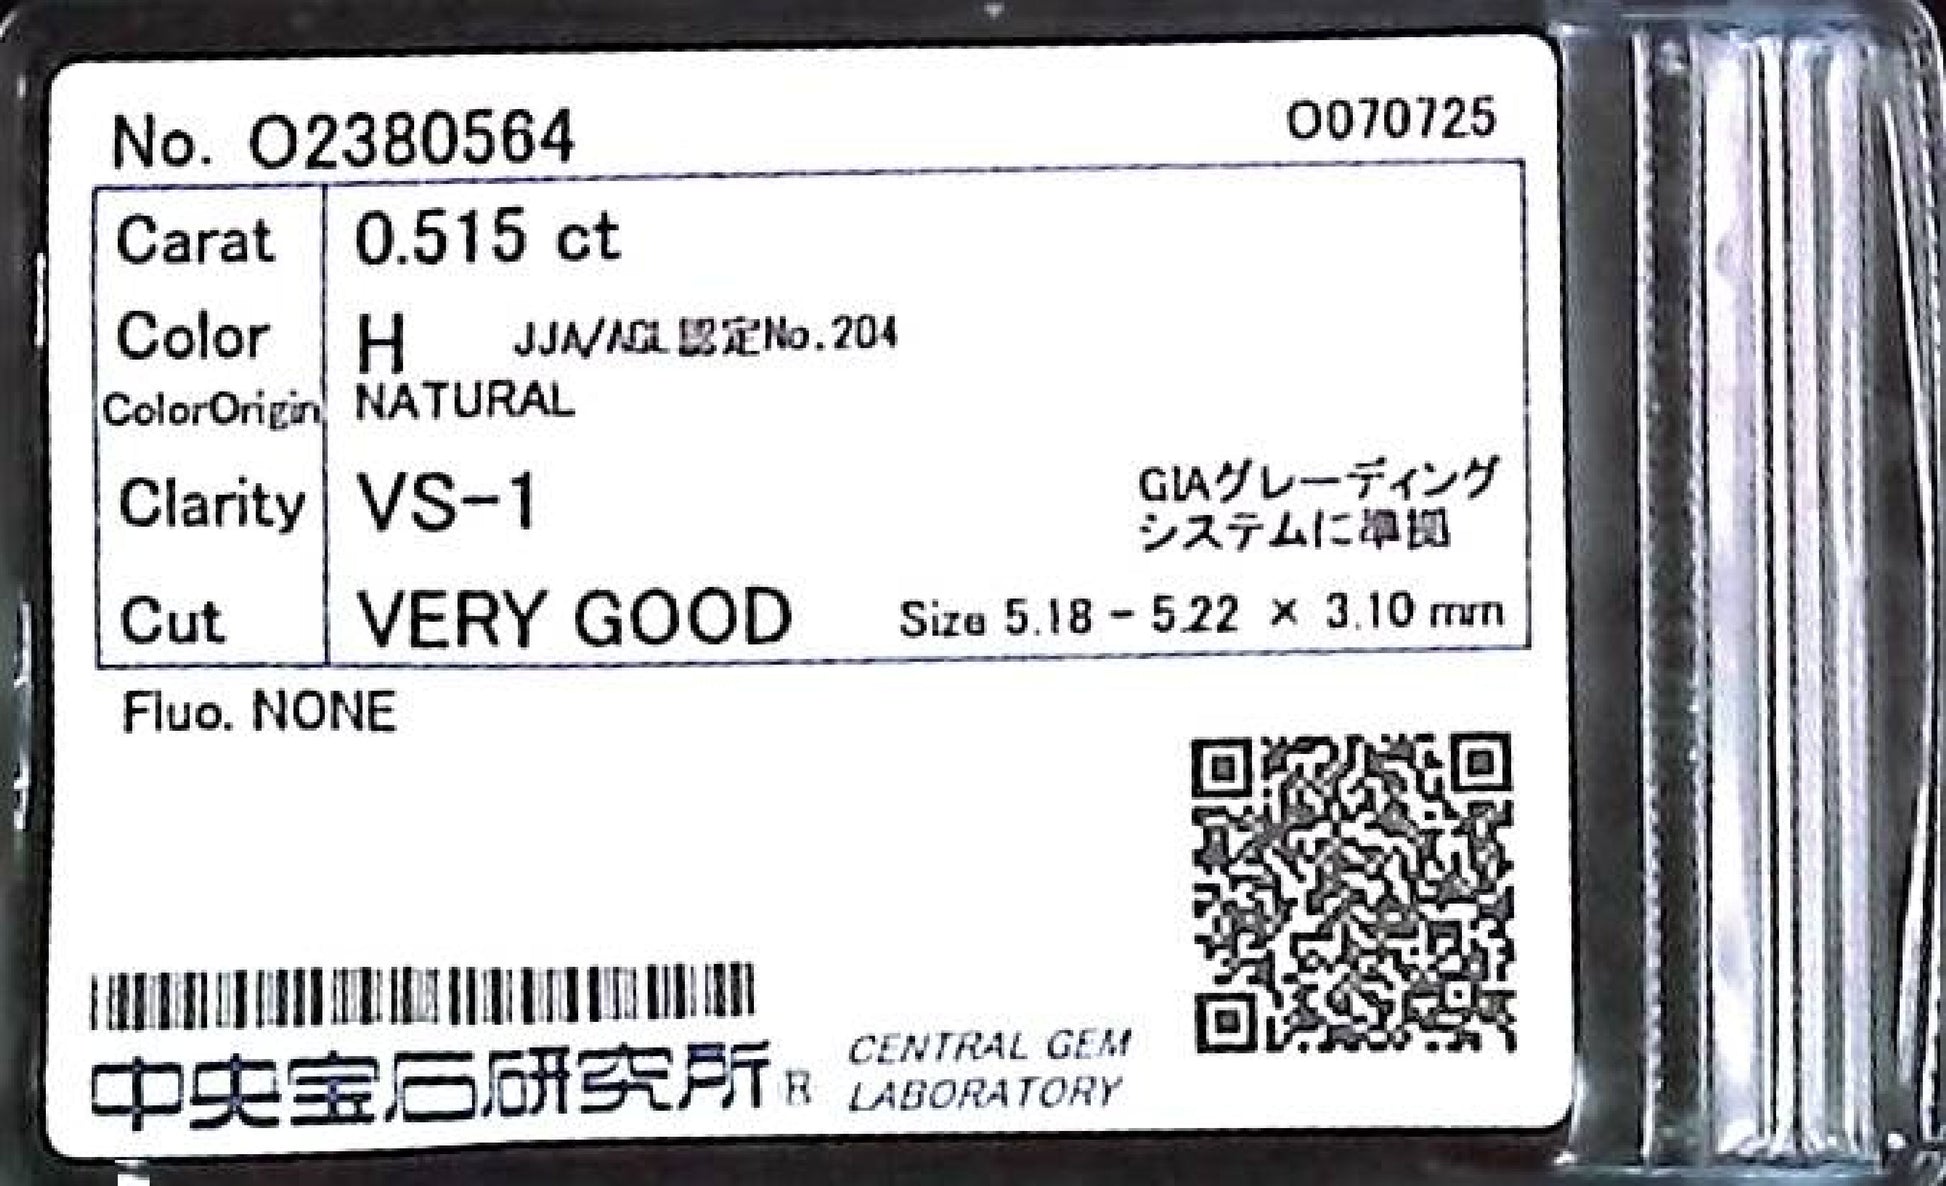 No. O2380564
O070725
Carat 0.515 ct
Color H JJA/AGL認定No.204
ColorOrigin NATURAL
Clarity VS-1
GIAグレーディング
システムに準拠
Cut VERY GOOD Size 5.18 - 5.22 × 3.10 mm
Fluo. NONE
中央宝石研究所®
CENTRAL GEM
LABORATORY